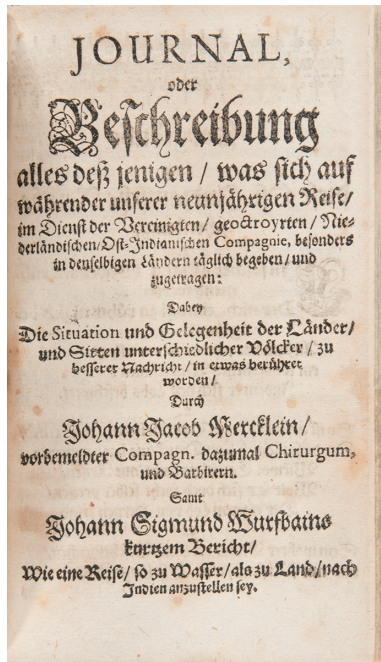 JOURNAL,
oder
Beschreibung
alles deß jenigen / was sich auf
während​er unserer neunjährigen Reise /
im Dienst der Vereinigten / geoctroyrten / Nie-
derländischen / Ost-Indianischen Compagnie, besonders
in denselbigen Ländern täglich begeben / und
zugetragen:
Dabey
Die Situation und Gelegenheit der Länder /
und Sitten unterschiedlicher Völcker / zu
besserer Nachricht / in etwas berühret
worden /
Durch
Johann Jacob Mercklein /
vorbemeldter Compagn. dazumal Chirurgum,
und Barbirern.
Samt
Johann Sigmund Wurfbains
kurtzem Bericht /
Wie eine Reise / so zu Wasser / als zu Land / nach
Indien anzustellen sey.